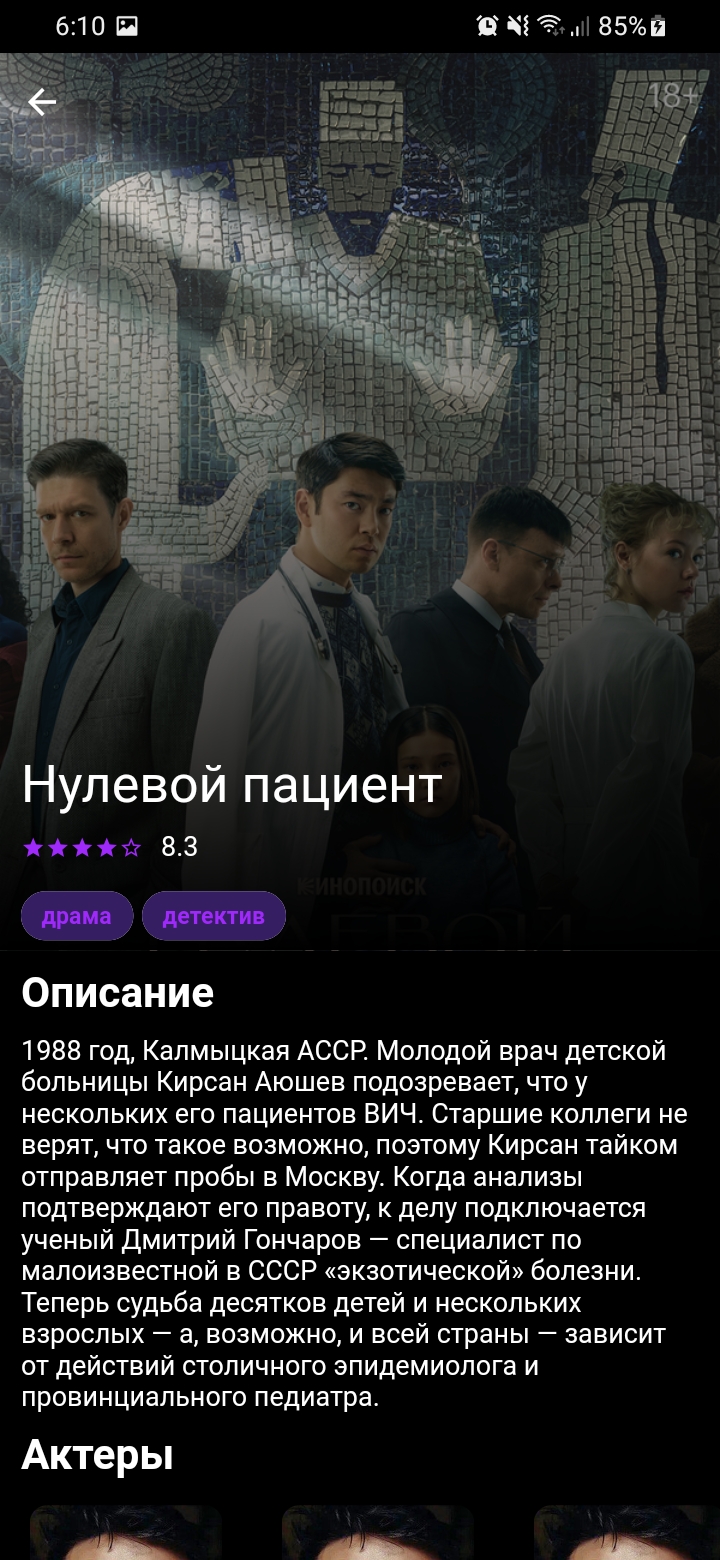 6:10
85%
18+
Нулевой пациент
8.3
КИНОПОИСК
драма
детектив
Описание
1988 год, Калмыцкая АССР. Молодой врач детской
больницы Кирсан Аюшев подозревает, что у
нескольких его пациентов ВИЧ. Старшие коллеги не
верят, что такое возможно, поэтому Кирсан тайком
отправляет пробы в Москву. Когда анализы
подтверждают его правоту, к делу подключается
ученый Дмитрий Гончаров — специалист по
малоизвестной в СССР «экзотической» болезни.
Теперь судьба десятков детей и нескольких
взрослых — а, возможно, и всей страны — зависит
от действий столичного эпидемиолога и
провинциального педиатра.
Актеры